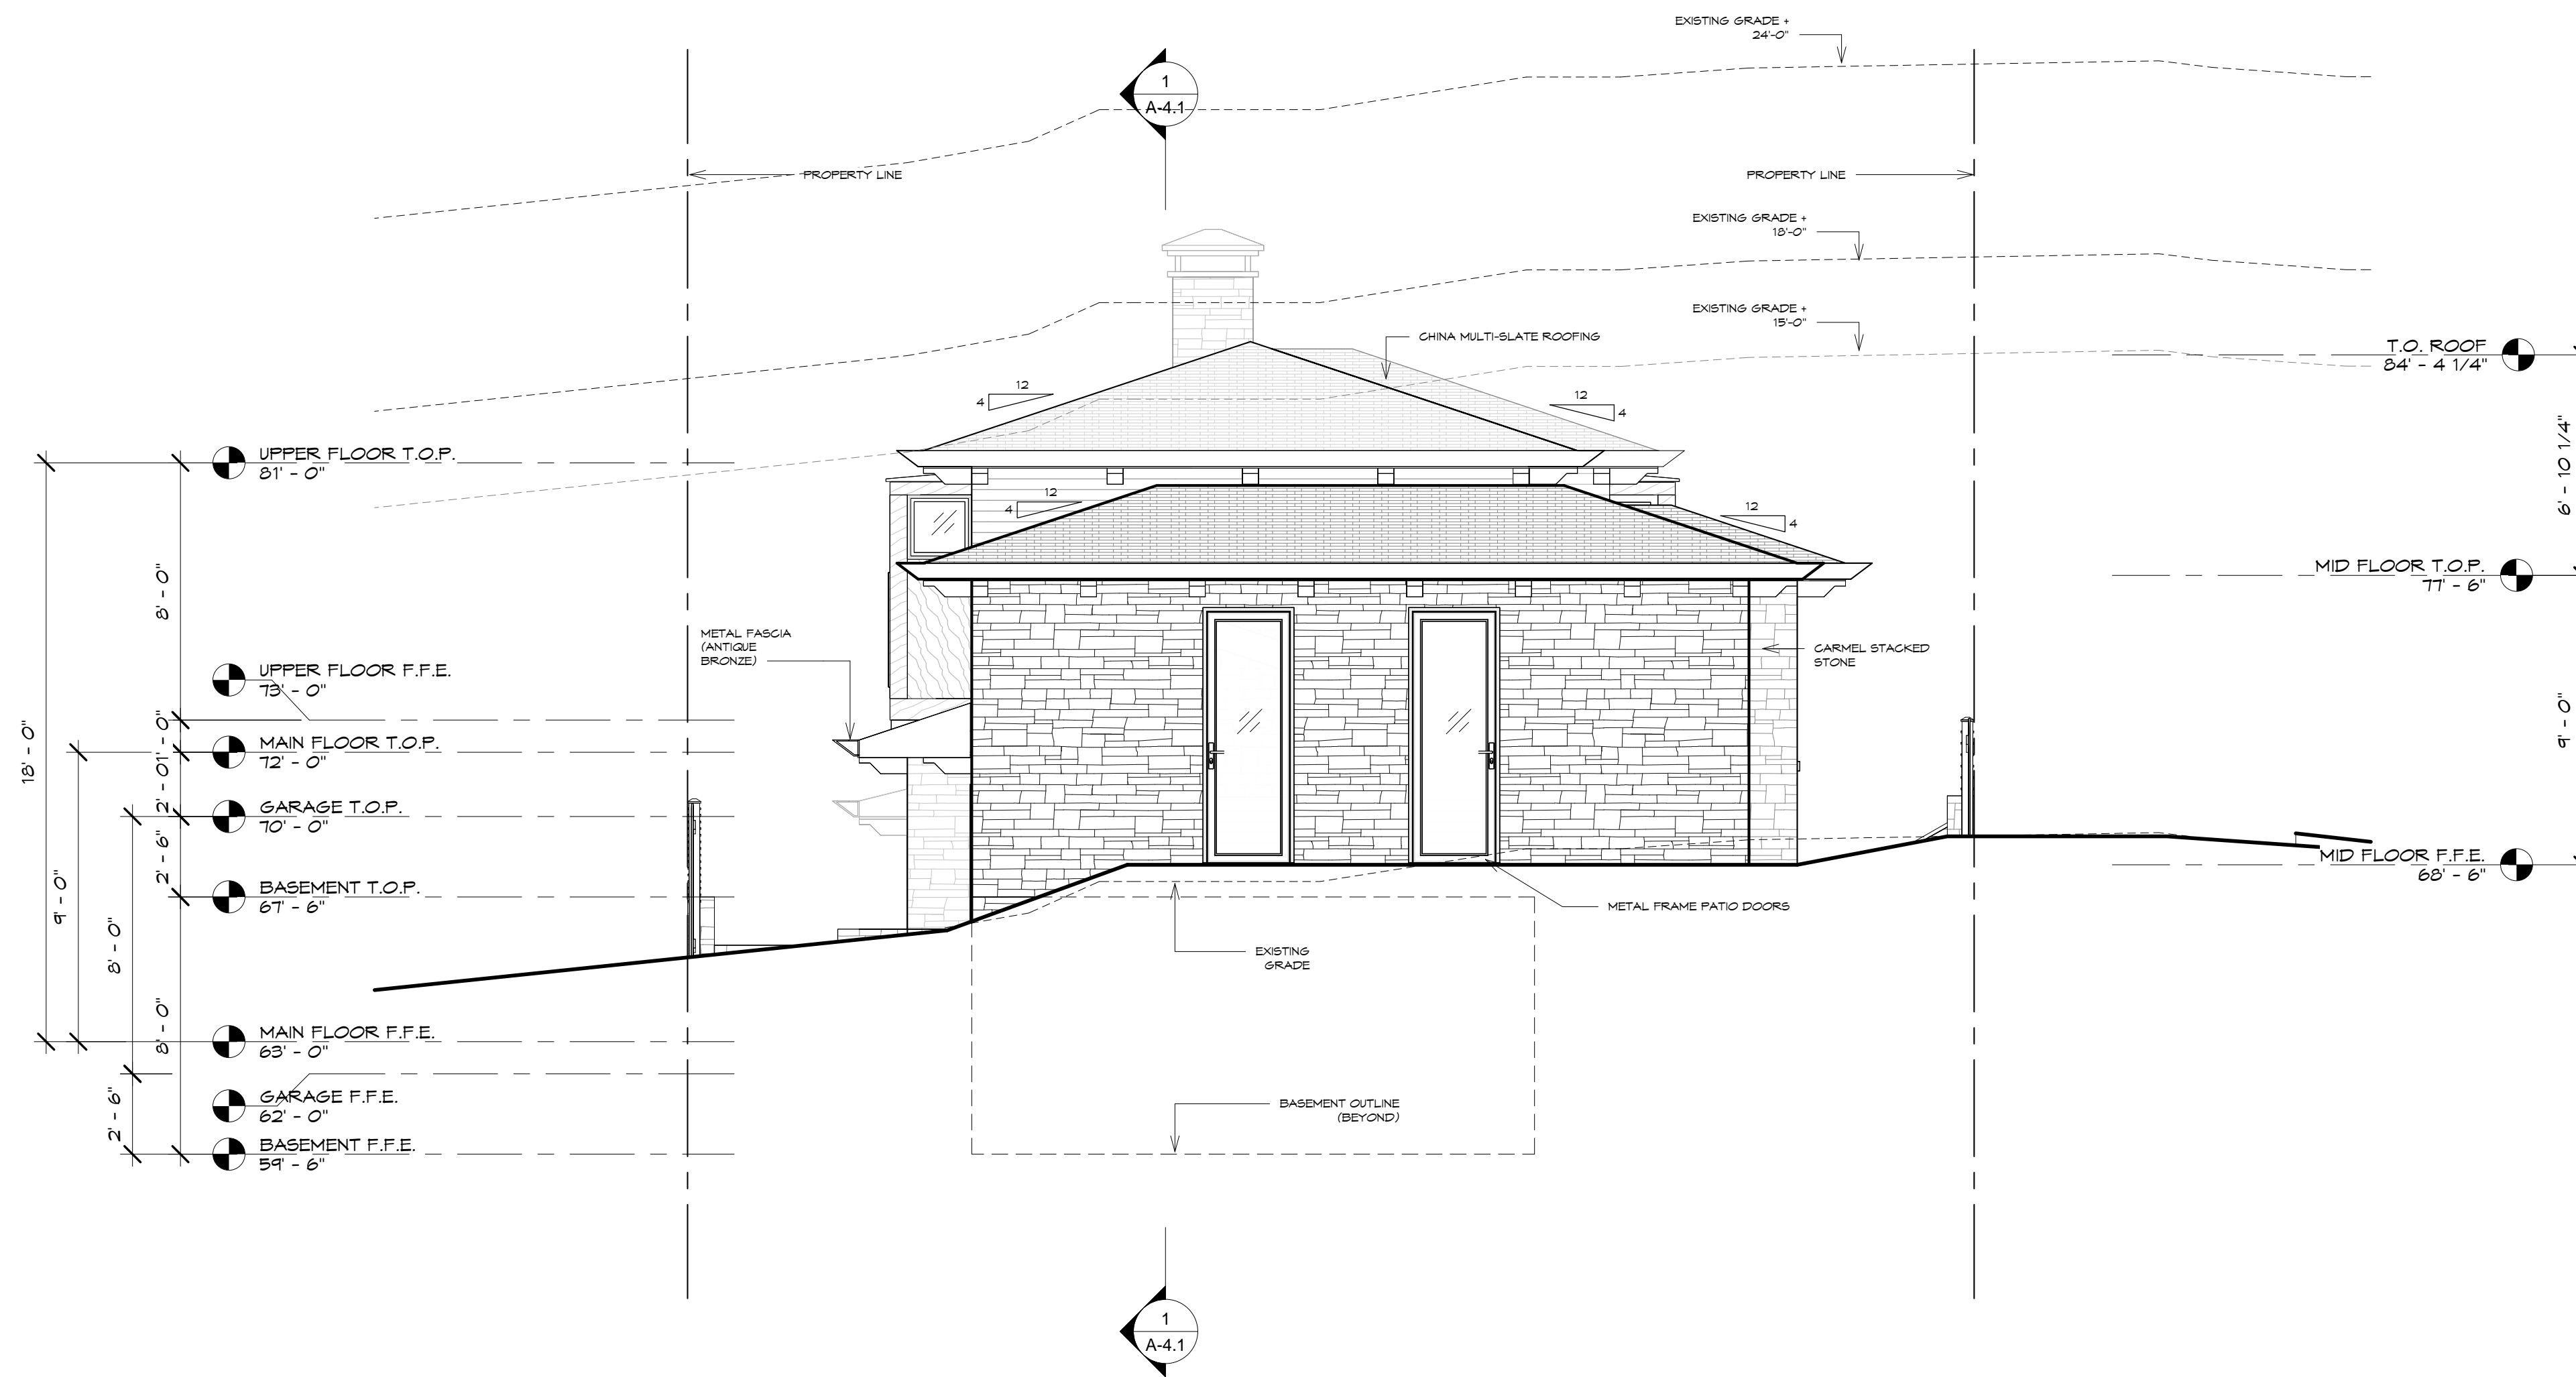 EXISTING GRADE +
24'-0"
1
A-4.1
PROPERTY LINE
PROPERTY LINE
EXISTING GRADE +
18'-0"
EXISTING GRADE +
15'-0"
CHINA MULTI-SLATE ROOFING
T.O. ROOF
84' - 4 1/4"
12
4
12
4
6' - 10 1/4"
UPPER FLOOR T.O.P.
81' - 0"
12
4
12
4
MID FLOOR T.O.P.
77' - 6"
8' - 0"
METAL FASCIA
(ANTIQUE
BRONZE)
CARMEL STACKED
STONE
UPPER FLOOR F.F.E.
73' - 0"
9' - 0"
18' - 0"
1' - 0"
MAIN FLOOR T.O.P.
72' - 0"
2' - 0"
GARAGE T.O.P.
70' - 0"
2' - 6"
MID FLOOR F.F.E.
68' - 6"
9' - 0"
BASEMENT T.O.P.
67' - 6"
METAL FRAME PATIO DOORS
8' - 0"
EXISTING
GRADE
8' - 0"
MAIN FLOOR F.F.E.
63' - 0"
GARAGE F.F.E.
62' - 0"
2' - 6"
BASEMENT OUTLINE
(BEYOND)
BASEMENT F.F.E.
59' - 6"
1
A-4.1